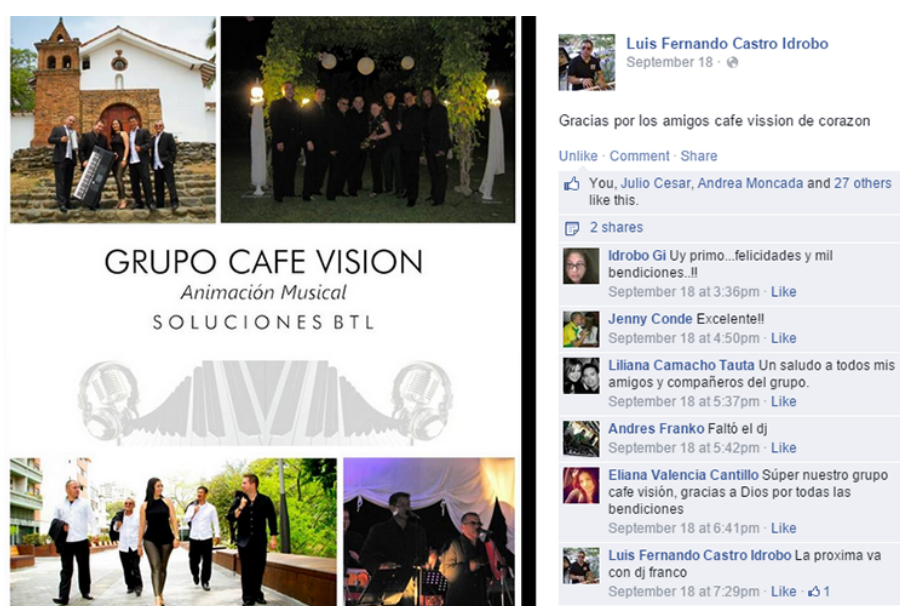 GRUPO CAFE VISION
Animación Musical
SOLUCIONES BTL
Luis Fernando Castro Idrobo
September 18 ·
Gracias por los amigos cafe vission de corazon
Unlike · Comment · Share
You, Julio Cesar, Andrea Moncada and 27 others
like this.
2 shares
Idrobo Gi Uy primo...felicidades y mil
bendiciones..!!
September 18 at 3:36pm · Like
Jenny Conde Excelente!!
September 18 at 4:50pm · Like
Liliana Camacho Tauta Un saludo a todos mis
amigos y compañeros del grupo.
September 18 at 5:37pm · Like
Andres Franko Faltó el dj
September 18 at 5:42pm · Like
Eliana Valencia Cantillo Súper nuestro grupo
cafe visión, gracias a Dios por todas las
bendiciones
September 18 at 6:41pm · Like
Luis Fernando Castro Idrobo La proxima va
con dj franco
September 18 at 7:29pm · Like · 1